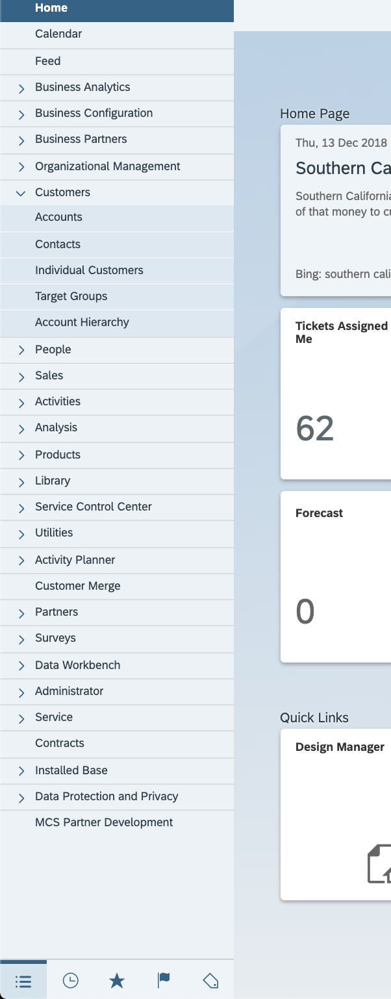 Home
Calendar
Feed
Business Analytics
Business Configuration
Business Partners
Organizational Management
Customers
Accounts
Contacts
Individual Customers
Target Groups
Account Hierarchy
People
Sales
Activities
Analysis
Products
Library
Service Control Center
Utilities
Activity Planner
Customer Merge
Partners
Surveys
Data Workbench
Administrator
Service
Contracts
Installed Base
Data Protection and Privacy
MCS Partner Development
Home Page
Thu, 13 Dec 2018
Southern Ca
Southern California
of that money to cu
Bing: southern cali
Tickets Assigned
Me
62
Forecast
0
Quick Links
Design Manager